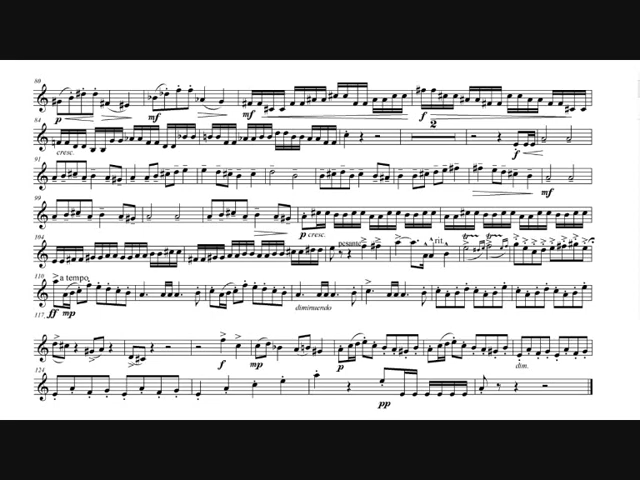 80
p mf mf f
84
cresc. 2 f
91
mf
99
p cresc.
104
pesante rit.
110
a tempo
ff mp diminuendo
117
f mp p dim.
124
pp